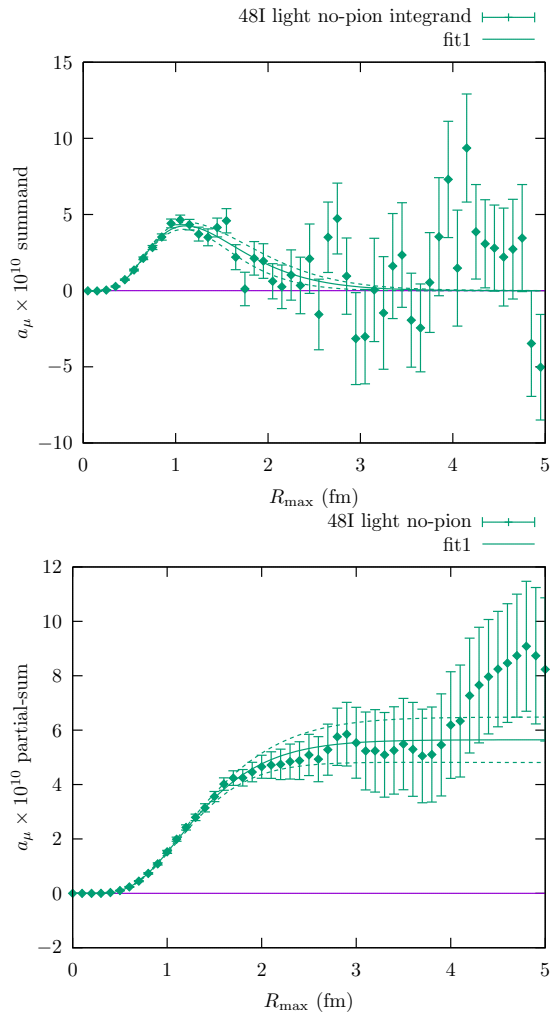 48I light no-pion integrand
fit1
15
10
5
0
−5
−10
a_μ × 10^10 summand
0 1 2 3 4 5
R_max (fm)
48I light no-pion
fit1
12
10
8
6
4
2
0
−2
a_μ × 10^10 partial-sum
0 1 2 3 4 5
R_max (fm)